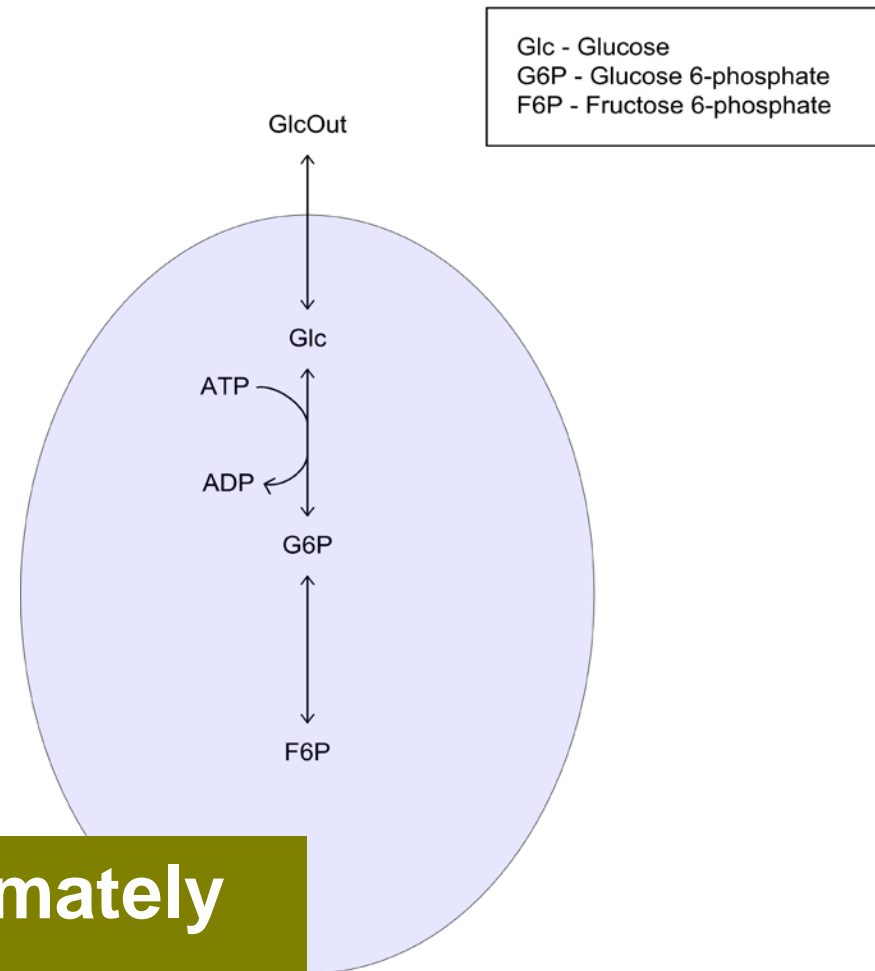 Glc - Glucose
G6P - Glucose 6-phosphate
F6P - Fructose 6-phosphate
GlcOut
Glc
ATP
ADP
G6P
F6P
mately